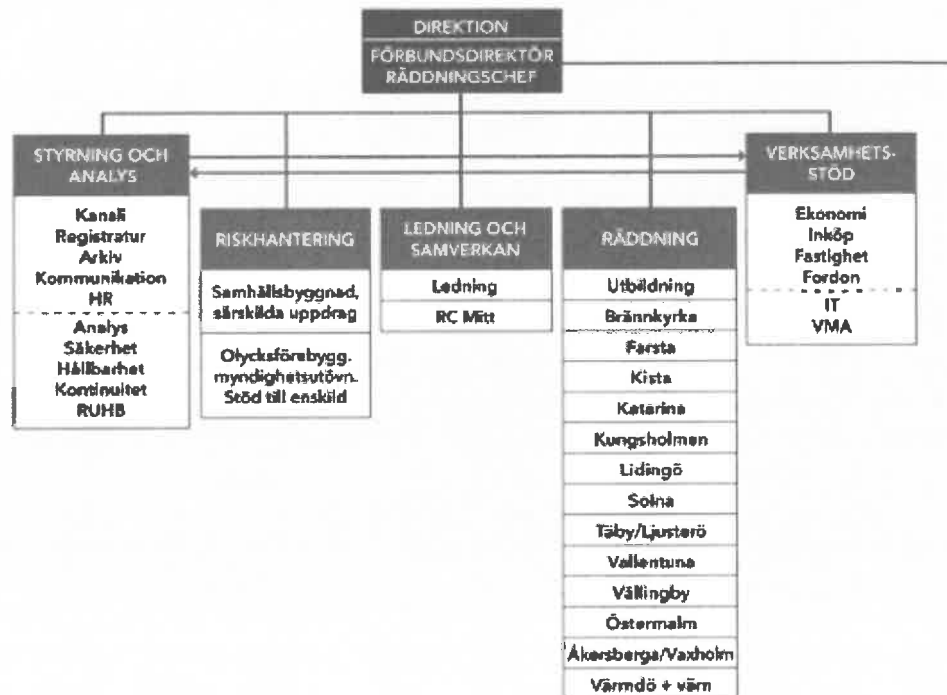 DIREKTION
FÖRBUNDSDIREKTÖR
RÄDDNINGSCHEF
STYRNING OCH
ANALYS
Kansli
Registratur
Arkiv
Kommunikation
HR
Analys
Säkerhet
Hållbarhet
Kontinuitet
RUHB
RISKHANTERING
Samhällsbyggnad,
särskilda uppdrag
Olycksförebygg.
myndighetsutövn.
Stöd till enskild
LEDNING OCH
SAMVERKAN
Ledning
RC Mitt
RÄDDNING
Utbildning
Brännkyrka
Farsta
Kista
Katarina
Kungsholmen
Lidingö
Solna
Täby/Ljusterö
Vallentuna
Vällingby
Östermalm
Åkersberga/Vaxholm
Värmdö + värn
VERKSAMHETS-
STÖD
Ekonomi
Inköp
Fastighet
Fordon
IT
VMA